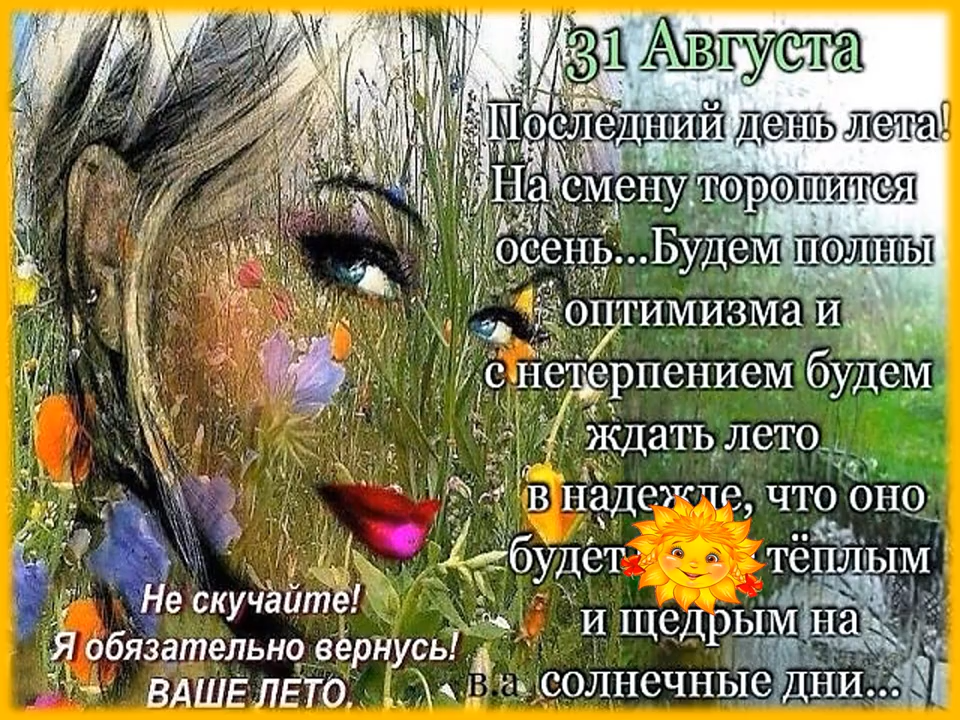 31 Августа
Последний день лета!
На смену торопится
осень...Будем полны
оптимизма и
с нетерпением будем
ждать лето
в надежде, что оно
будет тёплым
и щедрым на
солнечные дни...
Не скучайте!
Я обязательно вернусь!
ВАШЕ ЛЕТО.
в.а